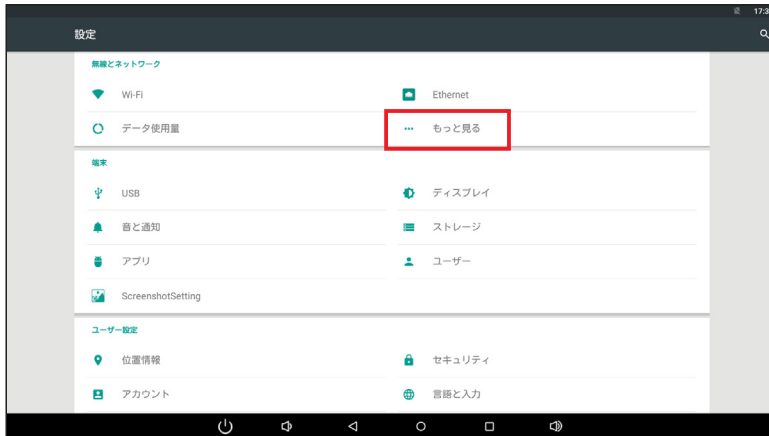 17:3
設定
無線とネットワーク
Wi-Fi
Ethernet
データ使用量
もっと見る
端末
USB
ディスプレイ
音と通知
ストレージ
アプリ
ユーザー
ScreenshotSetting
ユーザー設定
位置情報
セキュリティ
アカウント
言語と入力